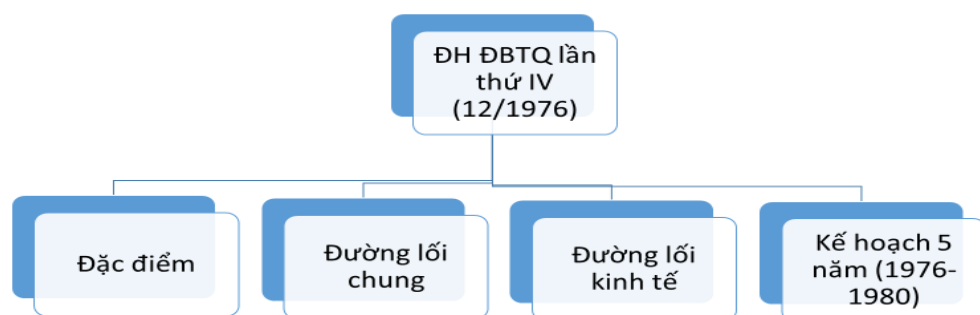 ĐH ĐBTQ lần
thứ IV
(12/1976)
Đặc điểm
Đường lối
chung
Đường lối
kinh tế
Kế hoạch 5
năm (1976-
1980)